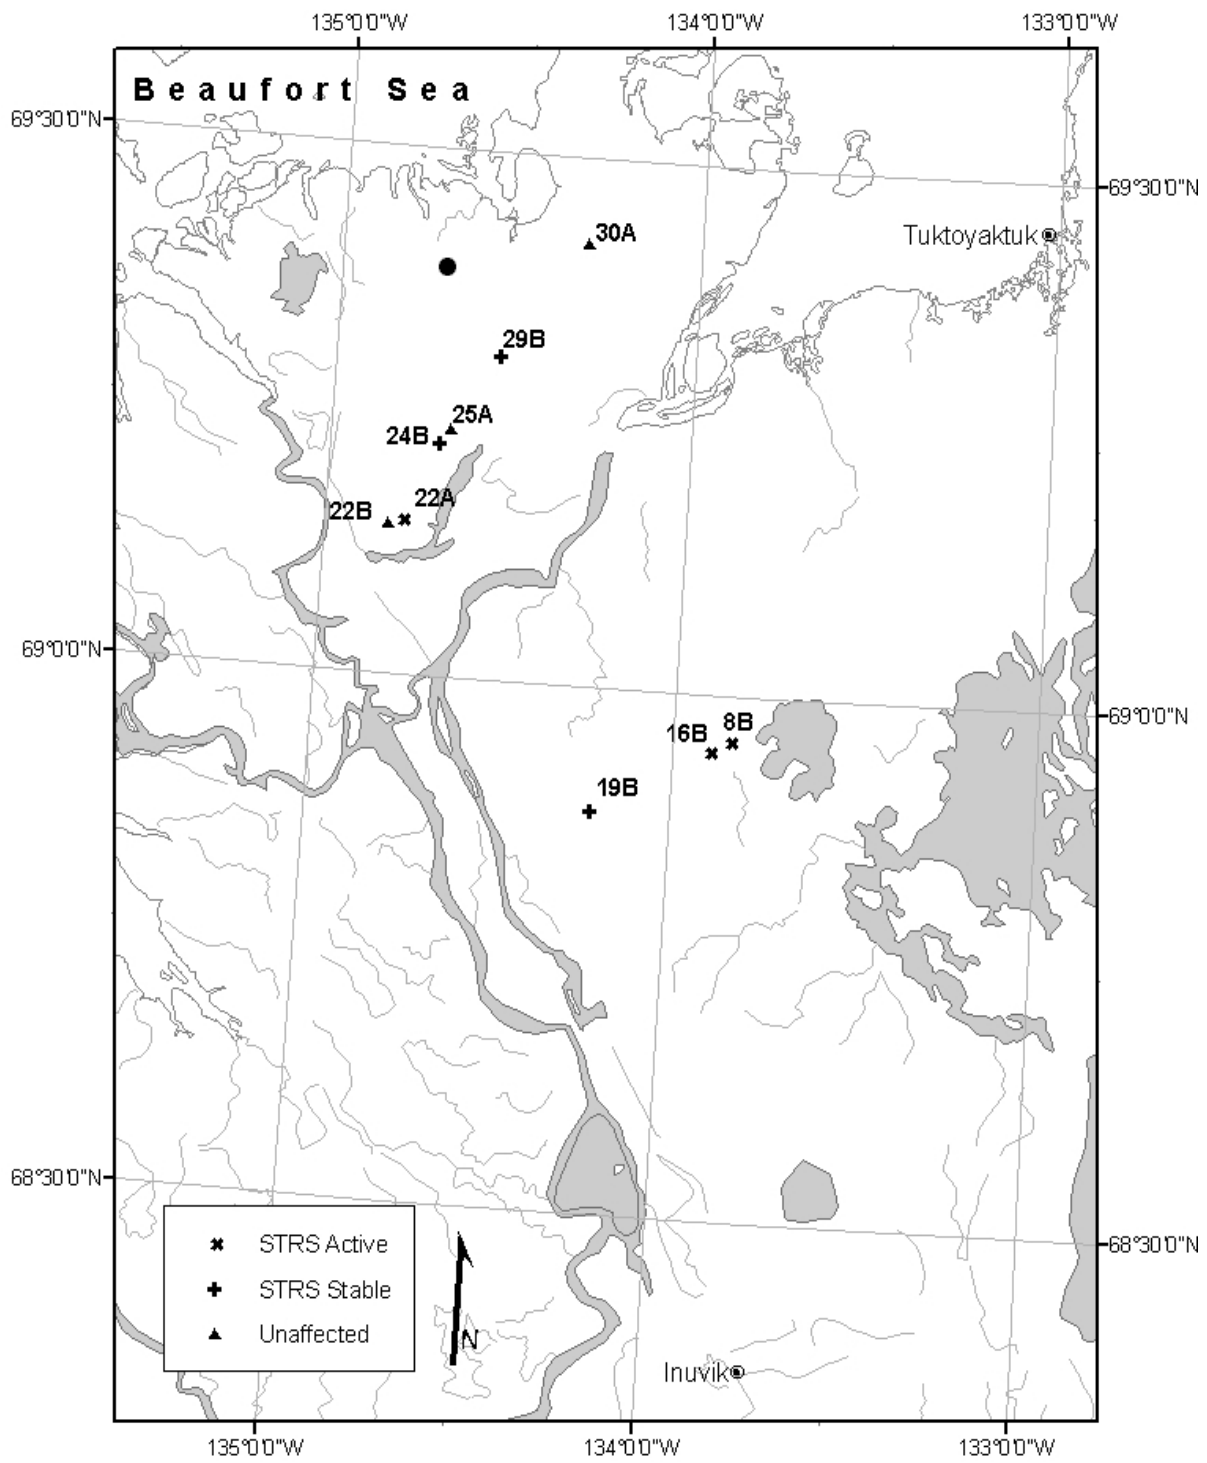 135°0'0"W 134°0'0"W 133°0'0"W
Beaufort Sea
69°30'0"N
69°30'0"N
30A
Tuktoyaktuk
29B
25A
24B
22A
22B
69°0'0"N
69°0'0"N
8B
16B
19B
68°30'0"N
68°30'0"N
STRS Active
STRS Stable
Unaffected
N
Inuvik
135°0'0"W 134°0'0"W 133°0'0"W